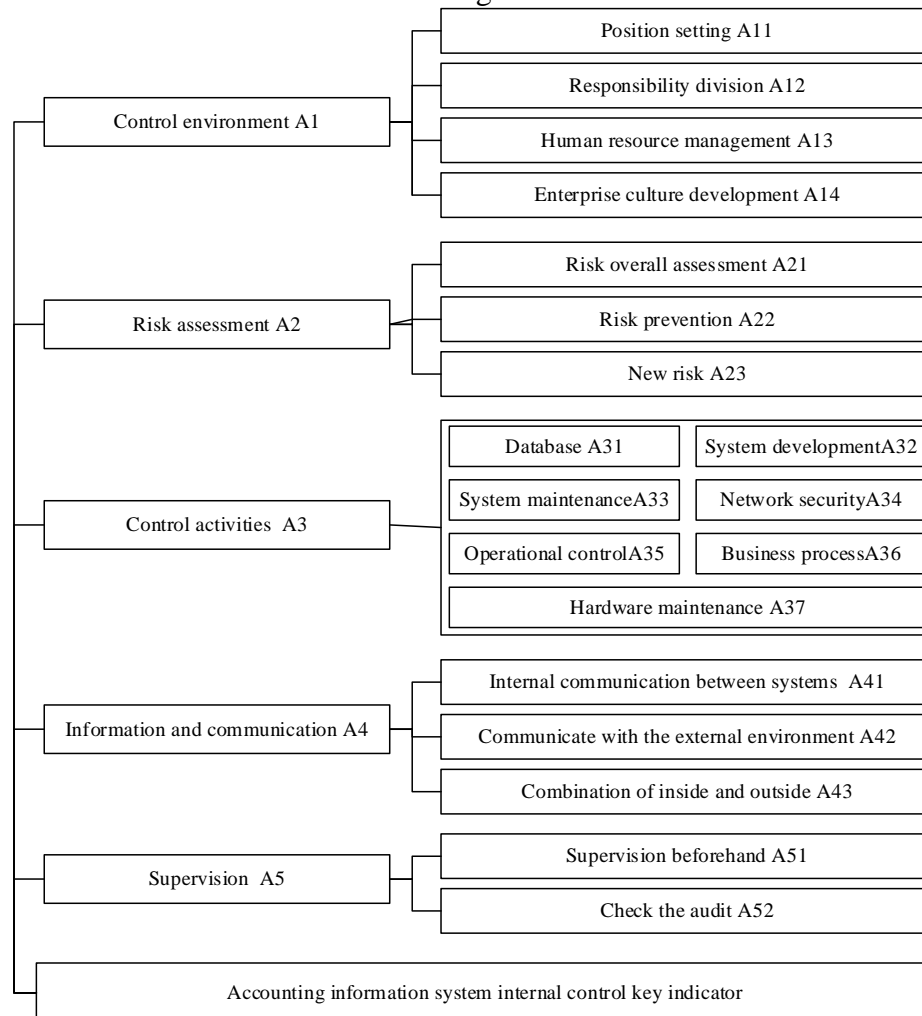 Position setting A11
Responsibility division A12
Control environment A1
Human resource management A13
Enterprise culture development A14
Risk overall assessment A21
Risk assessment A2
Risk prevention A22
New risk A23
Database A31
System developmentA32
System maintenanceA33
Network securityA34
Control activities A3
Operational controlA35
Business processA36
Hardware maintenance A37
Internal communication between systems A41
Information and communication A4
Communicate with the external environment A42
Combination of inside and outside A43
Supervision beforehand A51
Supervision A5
Check the audit A52
Accounting information system internal control key indicator